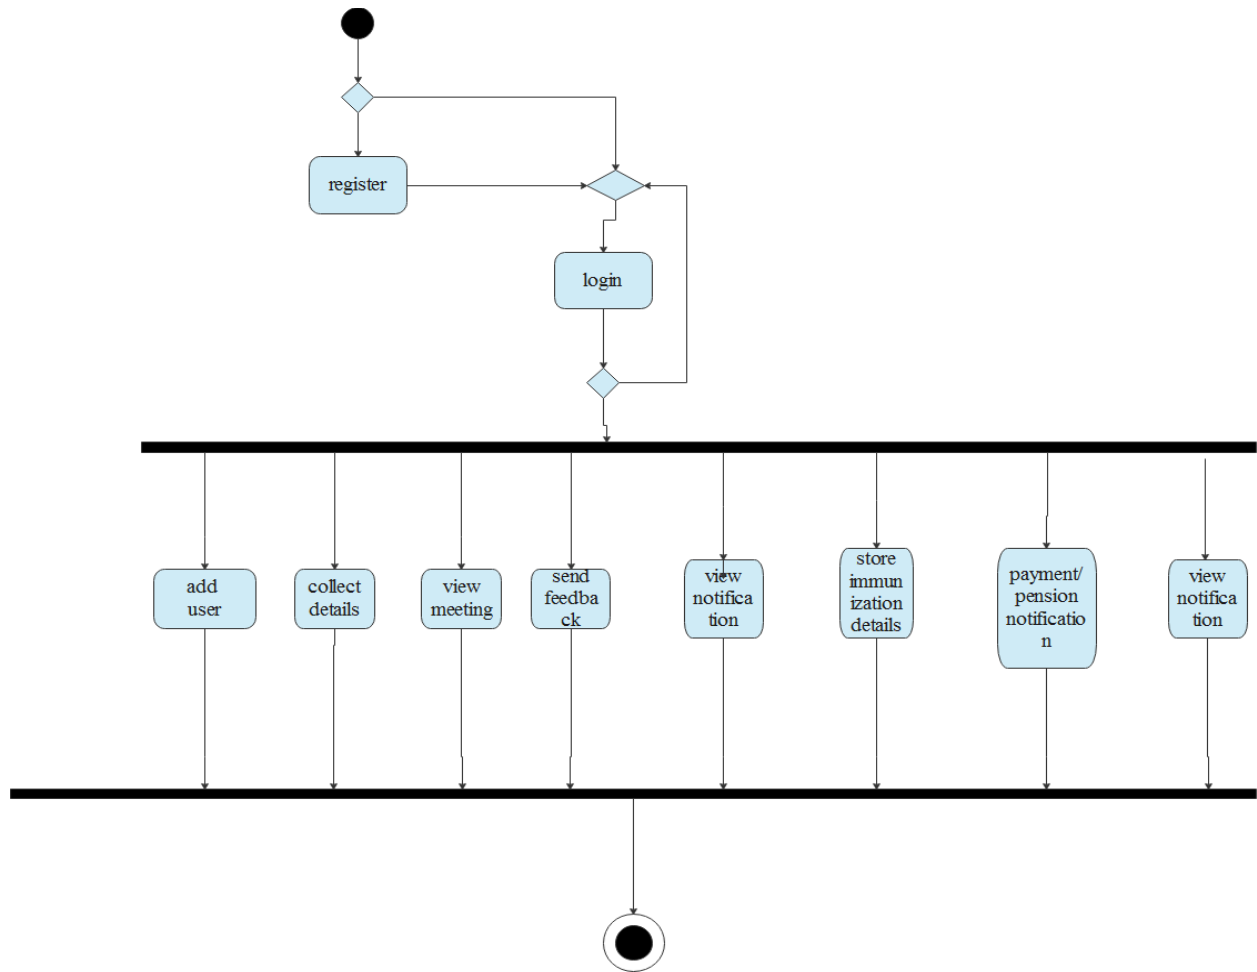 register
login
add
user
collect
details
view
meeting
send
feedba
ck
view
notifica
tion
store
immun
ization
details
payment/
pension
notificatio
n
view
notifica
tion